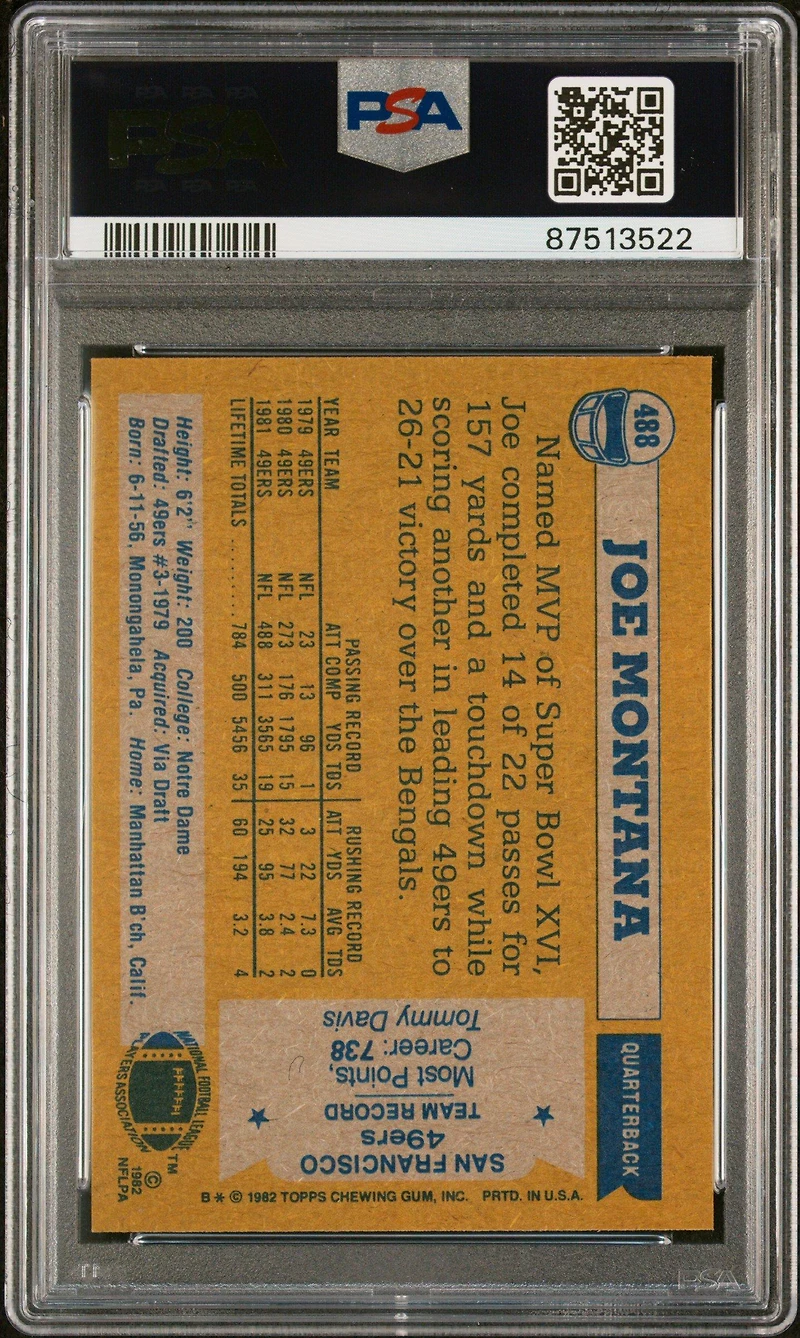 PSA
87513522
488
JOE MONTANA
QUARTERBACK
Named MVP of Super Bowl XVI,
Joe completed 14 of 22 passes for
157 yards and a touchdown while
scoring another in leading 49ers to
26-21 victory over the Bengals.
PASSING RECORD RUSHING RECORD
YEAR TEAM ATT COMP YDS TDS ATT YDS AVG TDS
1979 49ERS NFL 23 13 96 1 3 22 7.3 0
1980 49ERS NFL 273 176 1795 15 32 77 2.4 2
1981 49ERS NFL 488 311 3565 19 25 95 3.8 2
LIFETIME TOTALS .......... 784 500 5456 35 60 194 3.2 4
Height: 6'2" Weight: 200 College: Notre Dame
Drafted: 49ers #3-1979 Acquired: Via Draft
Born: 6-11-56, Monongahela, Pa. Home: Manhattan B'ch, Calif.
SAN FRANCISCO
49ers
TEAM RECORD
Most Points,
Career: 738
Tommy Davis
NATIONAL FOOTBALL LEAGUE
PLAYERS ASSOCIATION
TM
©
1982
NFLPA
B * © 1982 TOPPS CHEWING GUM, INC. PRTD. IN U.S.A.
PSA